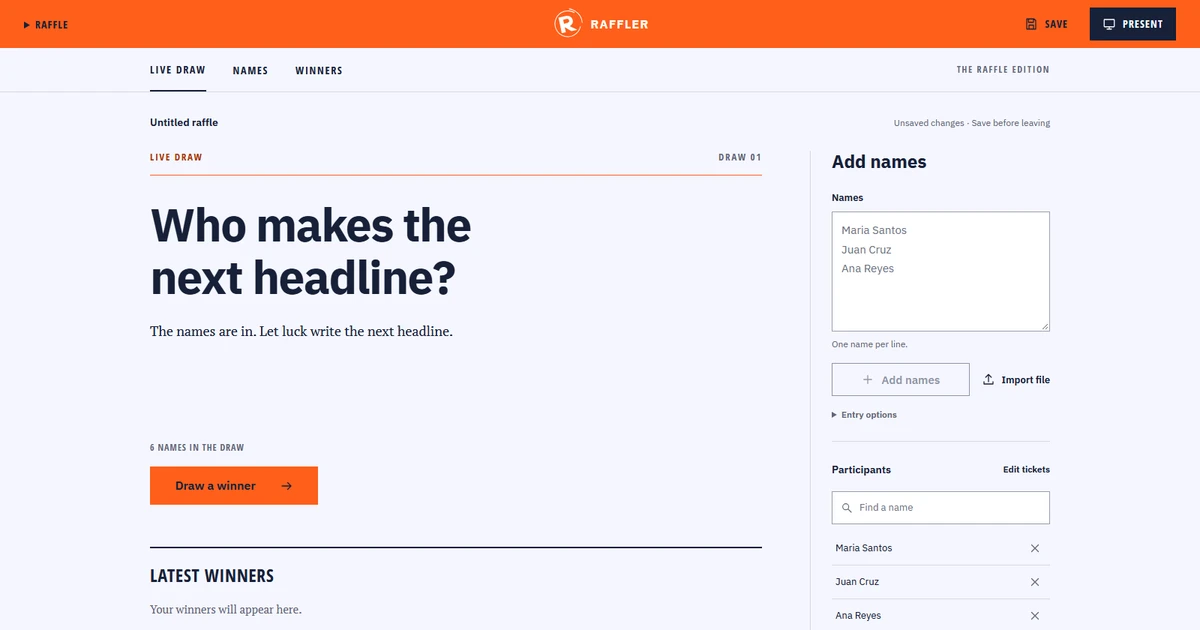 RAFFLE
RAFFLER
SAVE
PRESENT
LIVE DRAW
NAMES
WINNERS
THE RAFFLE EDITION
Untitled raffle
Unsaved changes · Save before leaving
LIVE DRAW
DRAW 01
Who makes the
next headline?
The names are in. Let luck write the next headline.
6 NAMES IN THE DRAW
Draw a winner
LATEST WINNERS
Your winners will appear here.
Add names
Names
Maria Santos
Juan Cruz
Ana Reyes
One name per line.
Add names
Import file
Entry options
Participants
Edit tickets
Find a name
Maria Santos
Juan Cruz
Ana Reyes